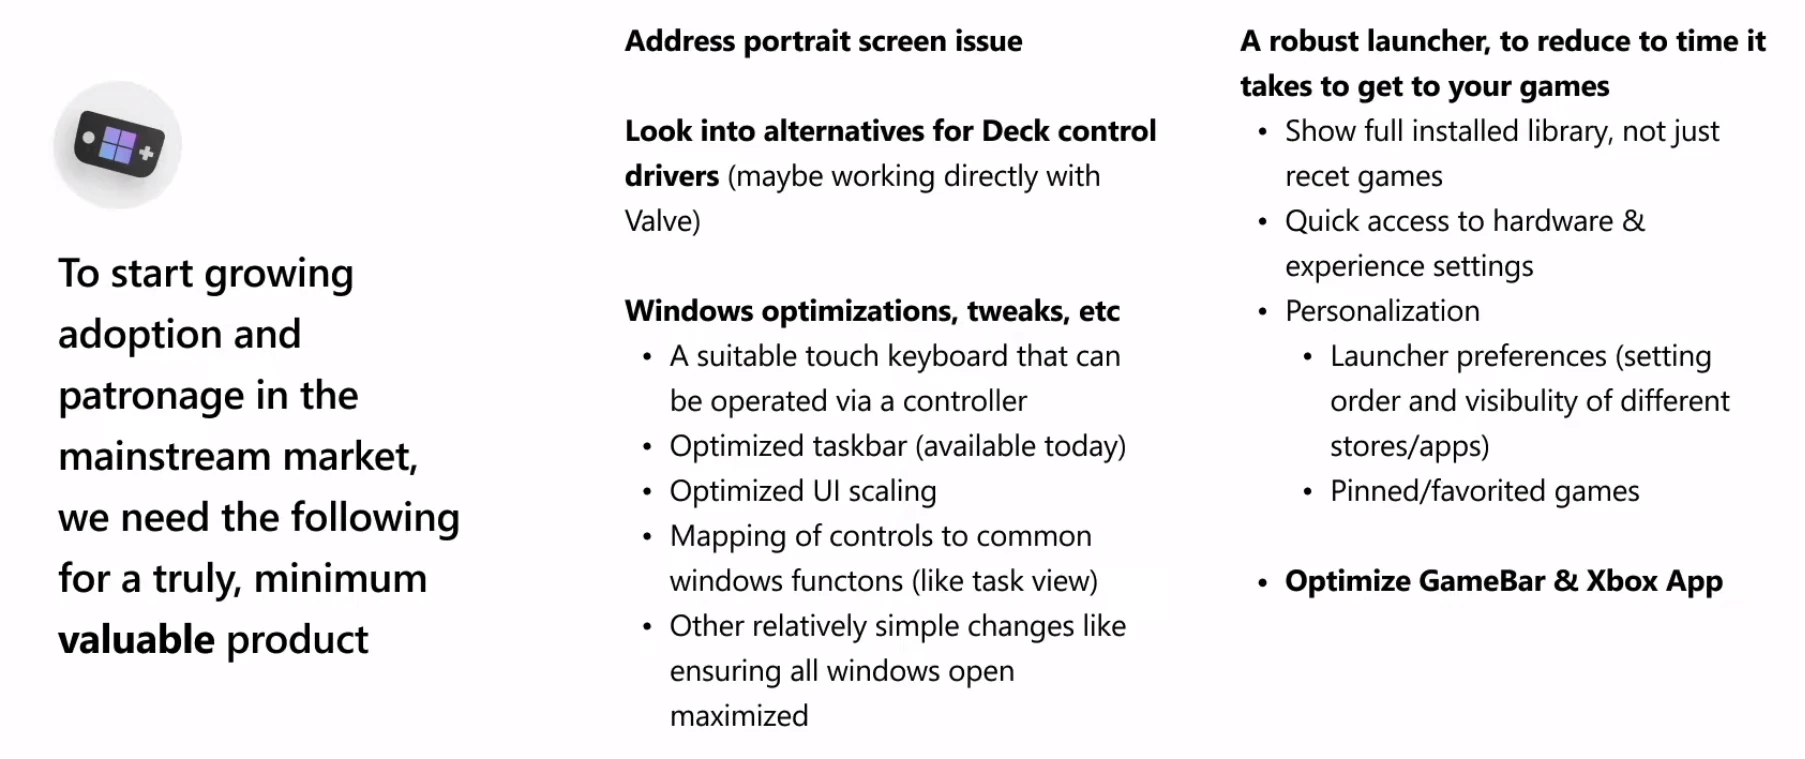 To start growing
adoption and
patronage in the
mainstream market,
we need the following
for a truly, minimum
valuable product
Address portrait screen issue
Look into alternatives for Deck control
drivers (maybe working directly with
Valve)
Windows optimizations, tweaks, etc
• A suitable touch keyboard that can
be operated via a controller
• Optimized taskbar (available today)
• Optimized UI scaling
• Mapping of controls to common
windows functons (like task view)
• Other relatively simple changes like
ensuring all windows open
maximized
A robust launcher, to reduce to time it
takes to get to your games
• Show full installed library, not just
recet games
• Quick access to hardware &
experience settings
• Personalization
• Launcher preferences (setting
order and visibulity of different
stores/apps)
• Pinned/favorited games
• Optimize GameBar & Xbox App